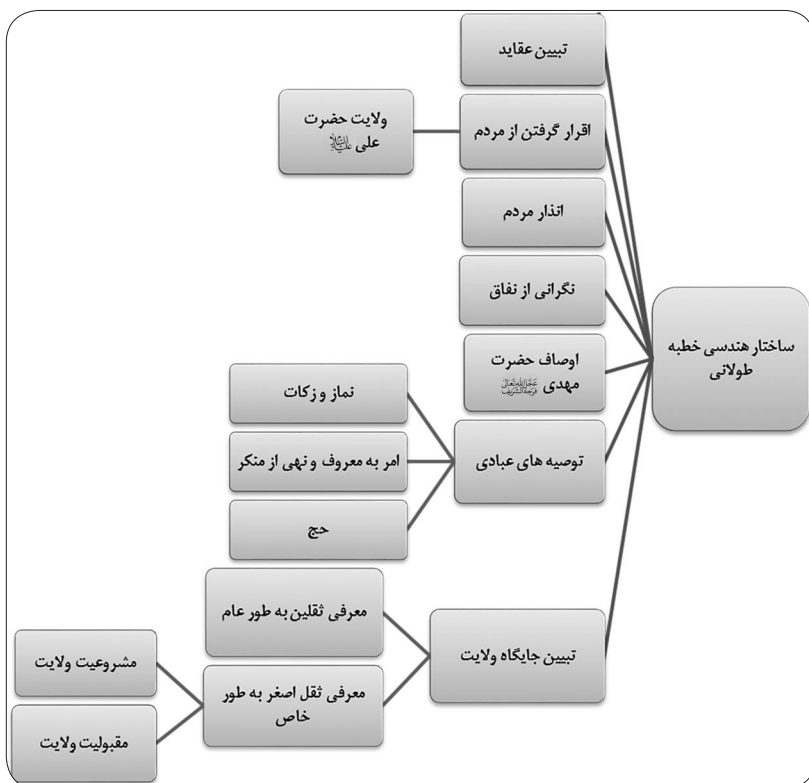 ساختار هندسی خطبه
طولانی
تبیین عقاید
اقرار گرفتن از مردم
ولایت حضرت
علی علیه‌السلام
انذار مردم
نگرانی از نفاق
اوصاف حضرت
مهدی عجل‌الله‌تعالی‌فرجه‌الشریف
توصیه های عبادی
نماز و زکات
امر به معروف و نهی از منکر
حج
تبیین جایگاه ولایت
معرفی ثقلین به طور عام
معرفی ثقل اصغر به طور
خاص
مشروعیت ولایت
مقبولیت ولایت